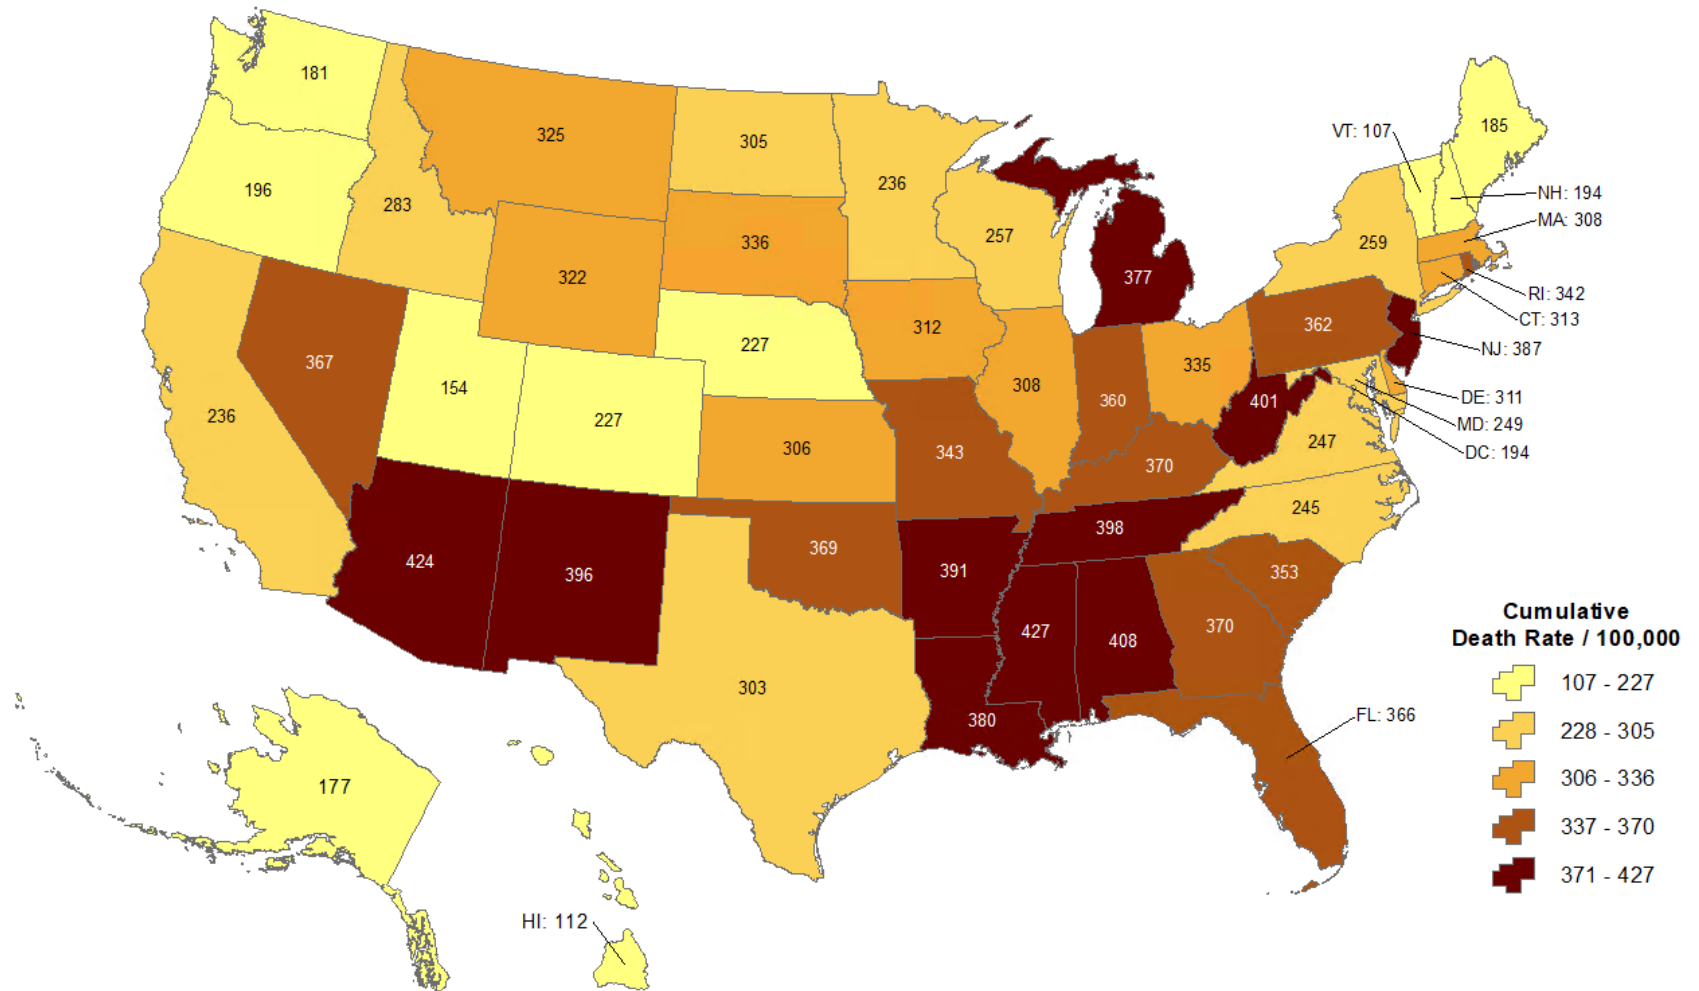 181
185
VT: 107
325
305
196
236
NH: 194
283
MA: 308
336
257
259
322
377
RI: 342
CT: 313
312
362
227
NJ: 387
367
335
154
308
DE: 311
360
401
236
227
MD: 249
247
306
343
DC: 194
370
245
398
369
424
396
391
353
370
427
408
303
380
FL: 366
177
HI: 112
Cumulative
Death Rate / 100,000
107 - 227
228 - 305
306 - 336
337 - 370
371 - 427